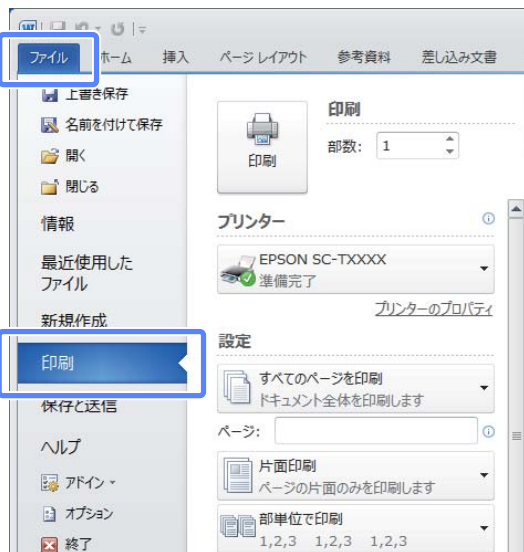 ファイル ホーム 挿入 ページ レイアウト 参考資料 差し込み文書
上書き保存
名前を付けて保存
開く
閉じる
情報
最近使用した
ファイル
新規作成
印刷
保存と送信
ヘルプ
アドイン
オプション
終了
印刷
印刷
部数: 1
プリンター
EPSON SC-TXXXX
準備完了
プリンターのプロパティ
設定
すべてのページを印刷
ドキュメント全体を印刷します
ページ:
片面印刷
ページの片面のみを印刷します
部単位で印刷
1,2,3 1,2,3 1,2,3